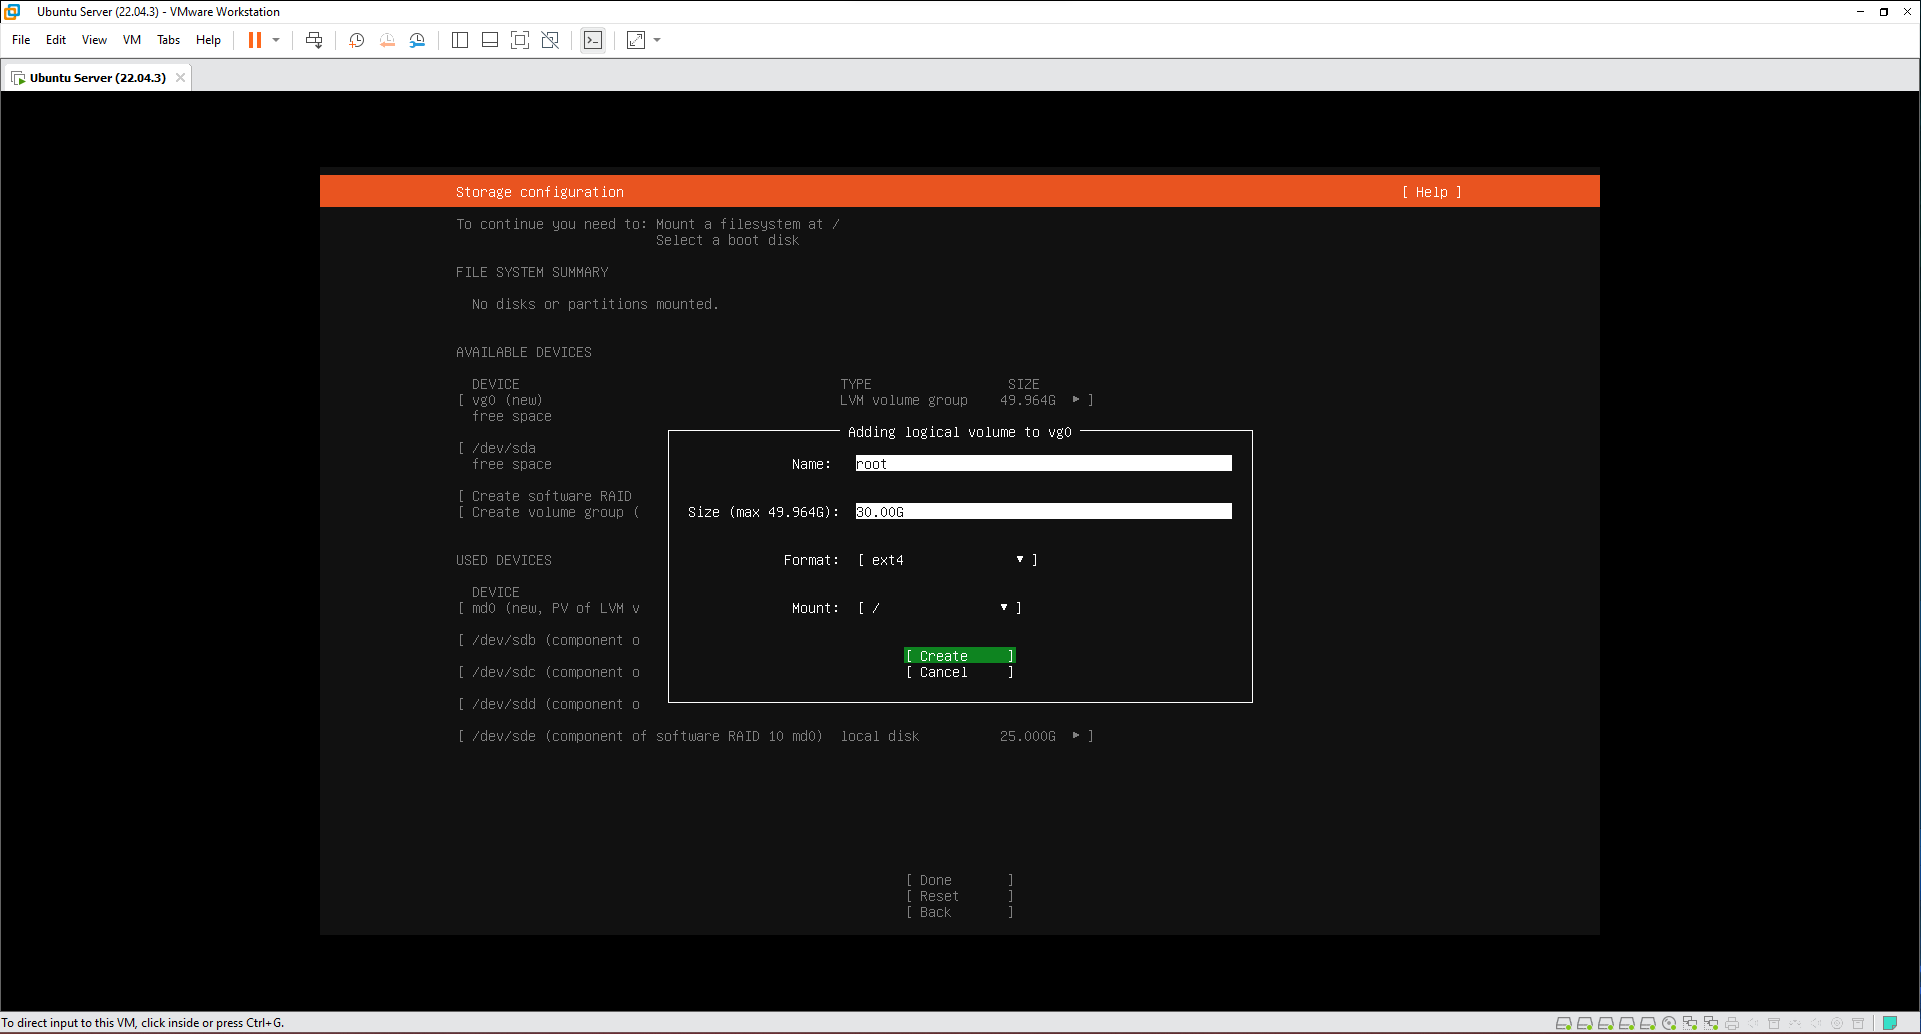 Ubuntu Server (22.04.3) - VMware Workstation
File Edit View VM Tabs Help
Ubuntu Server (22.04.3)
Storage configuration [ Help ]
To continue you need to: Mount a filesystem at /
Select a boot disk
FILE SYSTEM SUMMARY
No disks or partitions mounted.
AVAILABLE DEVICES
DEVICE TYPE SIZE
[ vg0 (new) LVM volume group 49.964G ▸ ]
free space
Adding logical volume to vg0
[ /dev/sda
free space
Name: root
[ Create software RAID
[ Create volume group ( Size (max 49.964G): 30.00G
USED DEVICES Format: [ ext4 ▾ ]
DEVICE
[ md0 (new, PV of LVM v Mount: [ / ▾ ]
[ /dev/sdb (component o
[ Create ]
[ /dev/sdc (component o [ Cancel ]
[ /dev/sdd (component o
[ /dev/sde (component of software RAID 10 md0) local disk 25.000G ▸ ]
[ Done ]
[ Reset ]
[ Back ]
To direct input to this VM, click inside or press Ctrl+G.